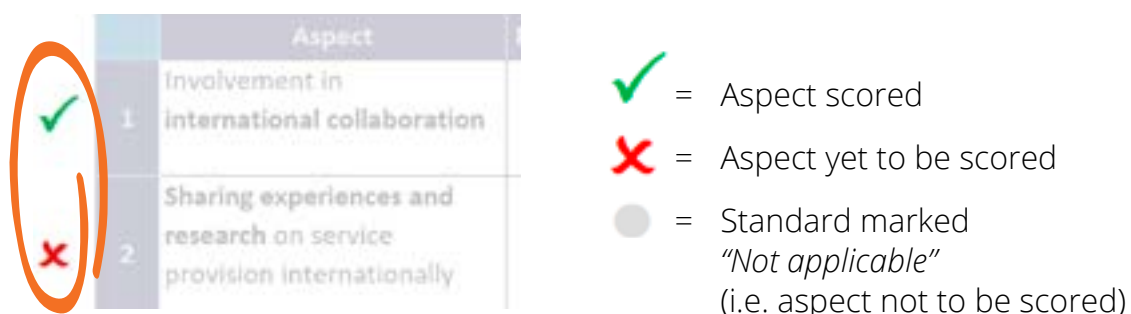 Aspect
Involvement in
1 international collaboration
Sharing experiences and
2 research on service
provision internationally
= Aspect scored
= Aspect yet to be scored
= Standard marked
“Not applicable”
(i.e. aspect not to be scored)